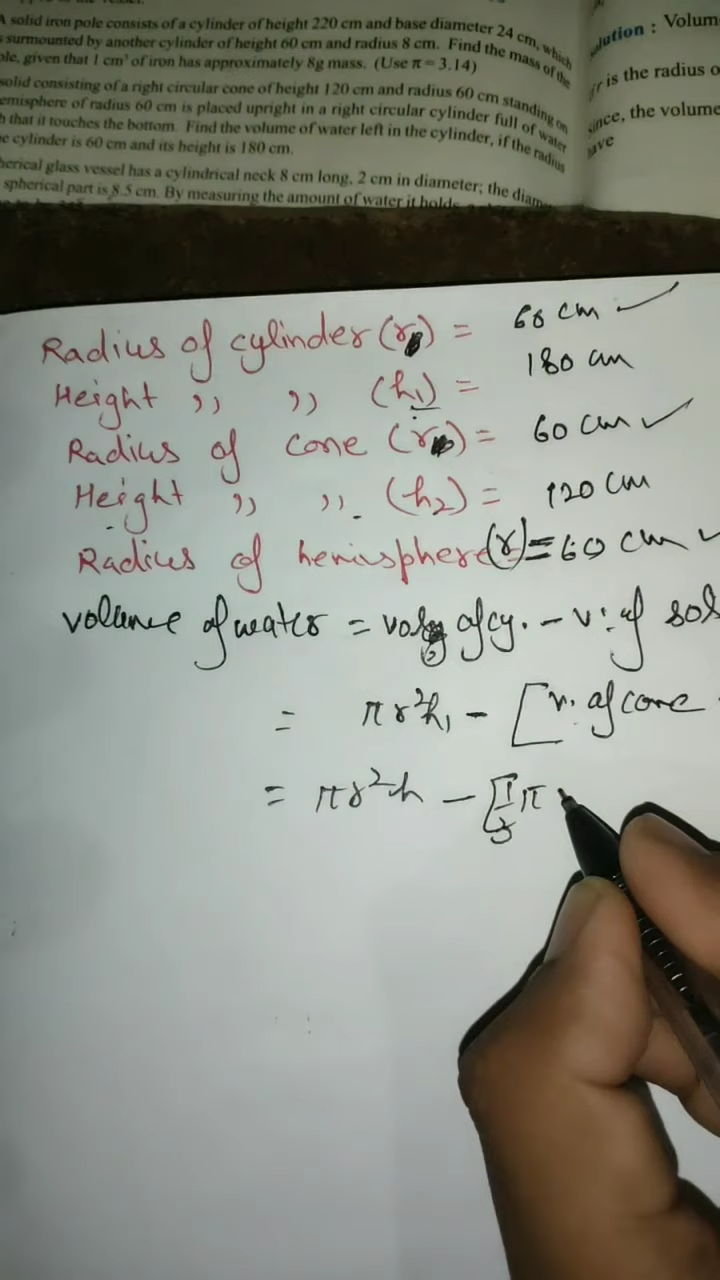 A solid iron pole consists of a cylinder of height 220 cm and base diameter 24 cm, which
surmounted by another cylinder of height 60 cm and radius 8 cm. Find the mass of the
ole, given that 1 cm³ of iron has approximately 8g mass. (Use π = 3.14)
solid consisting of a right circular cone of height 120 cm and radius 60 cm standing on
emisphere of radius 60 cm is placed upright in a right circular cylinder full of water
h that it touches the bottom. Find the volume of water left in the cylinder, if the radius
e cylinder is 60 cm and its height is 180 cm.
herical glass vessel has a cylindrical neck 8 cm long, 2 cm in diameter; the diam
spherical part is 8.5 cm. By measuring the amount of water it holds
olution : Volum
r is the radius o
ince, the volume
ave
Radius of cylinder (r) = 60 cm ✓
Height ,, ,, (h₁) = 180 cm
Radius of cone (r) = 60 cm ✓
Height ,, ,, (h₂) = 120 cm
Radius of hemisphere (r) = 60 cm ✓
volume of water = of cy. - v. of sol
= πr²h₁ - [v. of cone
= πr²h - [1/3 π